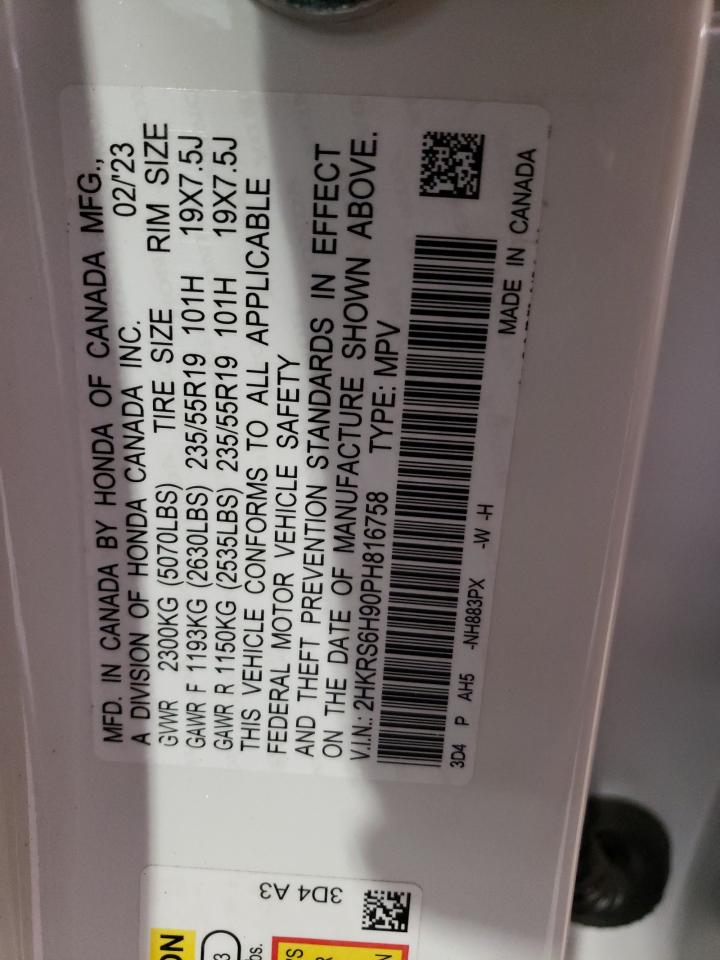 MFD. IN CANADA BY HONDA OF CANADA MFG.,
A DIVISION OF HONDA CANADA INC. 02/'23
GVWR 2300KG (5070LBS) TIRE SIZE RIM SIZE
GAWR F 1193KG (2630LBS) 235/55R19 101H 19X7.5J
GAWR R 1150KG (2535LBS) 235/55R19 101H 19X7.5J
THIS VEHICLE CONFORMS TO ALL APPLICABLE
FEDERAL MOTOR VEHICLE SAFETY
AND THEFT PREVENTION STANDARDS IN EFFECT
ON THE DATE OF MANUFACTURE SHOWN ABOVE.
V.I.N.: 2HKRS6H90PH816758 TYPE: MPV
3D4 P AH5 -NH883PX -W -H
MADE IN CANADA
3D4 A3